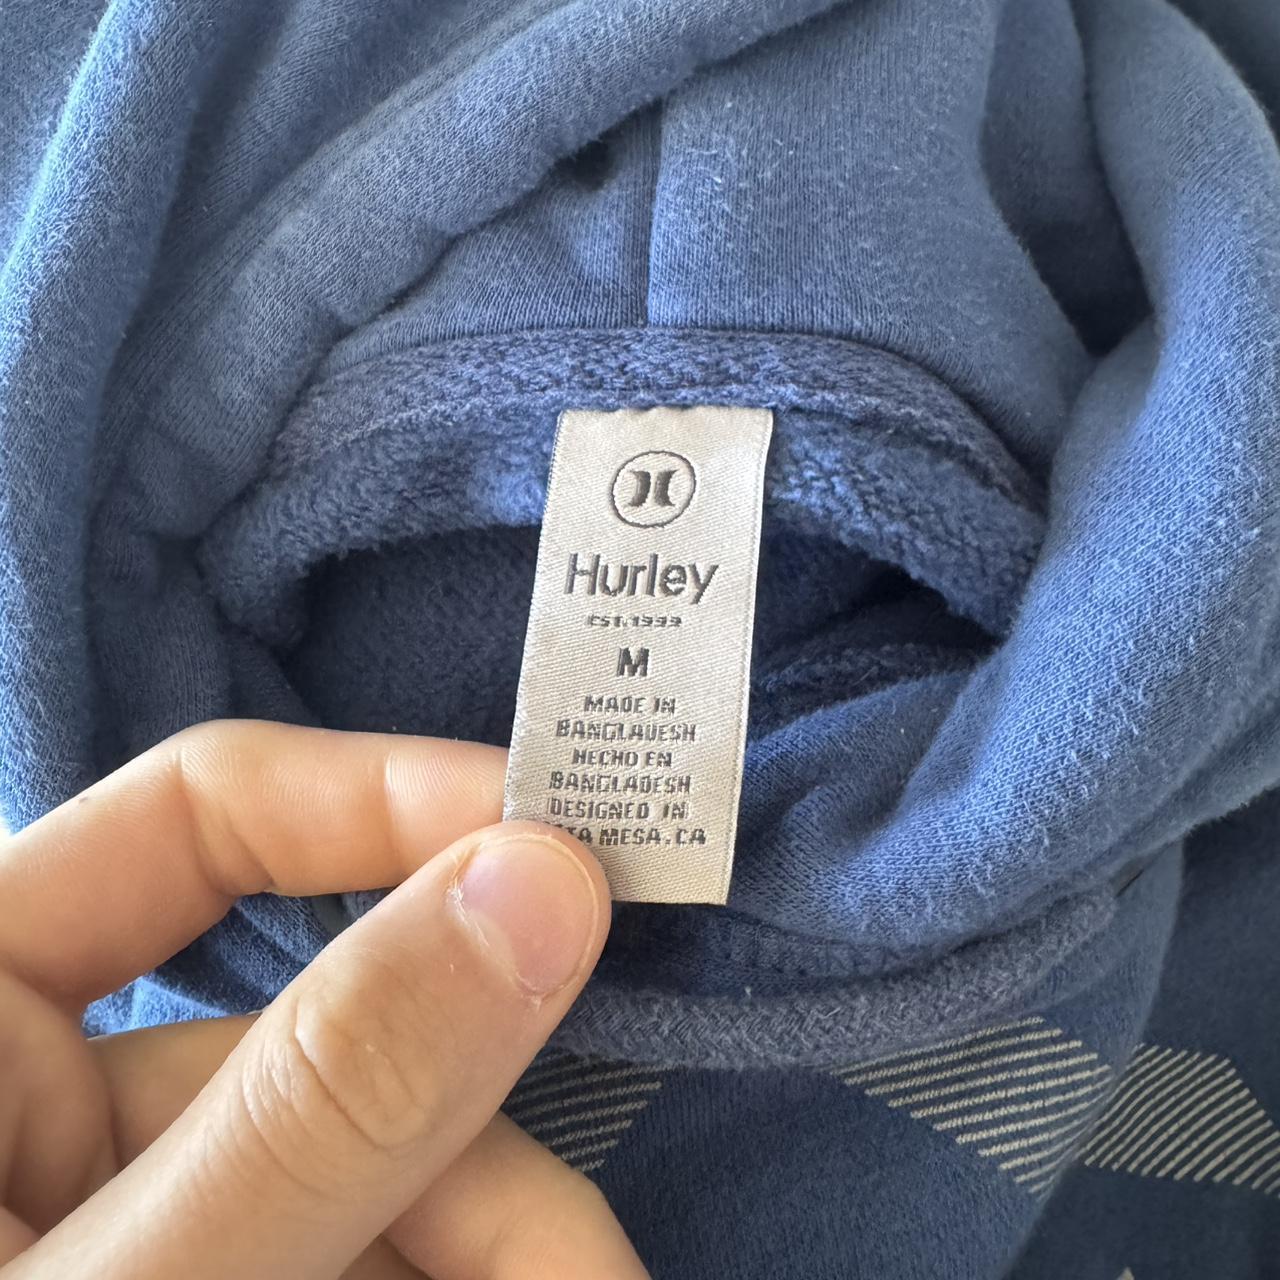 Hurley
EST.1999
M
MADE IN
BANGLADESH
HECHO EN
BANGLADESH
DESIGNED IN
MESA.CA